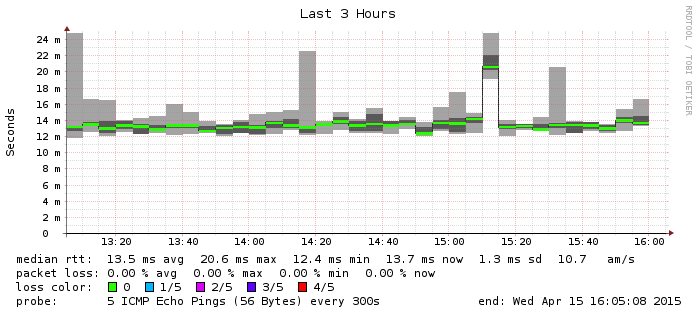 Last 3 Hours
RRDTOOL / TOBI OETIKER
Seconds
24 m
22 m
20 m
18 m
16 m
14 m
12 m
10 m
8 m
6 m
4 m
2 m
0
13:20 13:40 14:00 14:20 14:40 15:00 15:20 15:40 16:00
median rtt: 13.5 ms avg 20.6 ms max 12.4 ms min 13.7 ms now 1.3 ms sd 10.7 am/s
packet loss: 0.00 % avg 0.00 % max 0.00 % min 0.00 % now
loss color: 0 1/5 2/5 3/5 4/5
probe: 5 ICMP Echo Pings (56 Bytes) every 300s end: Wed Apr 15 16:05:08 2015